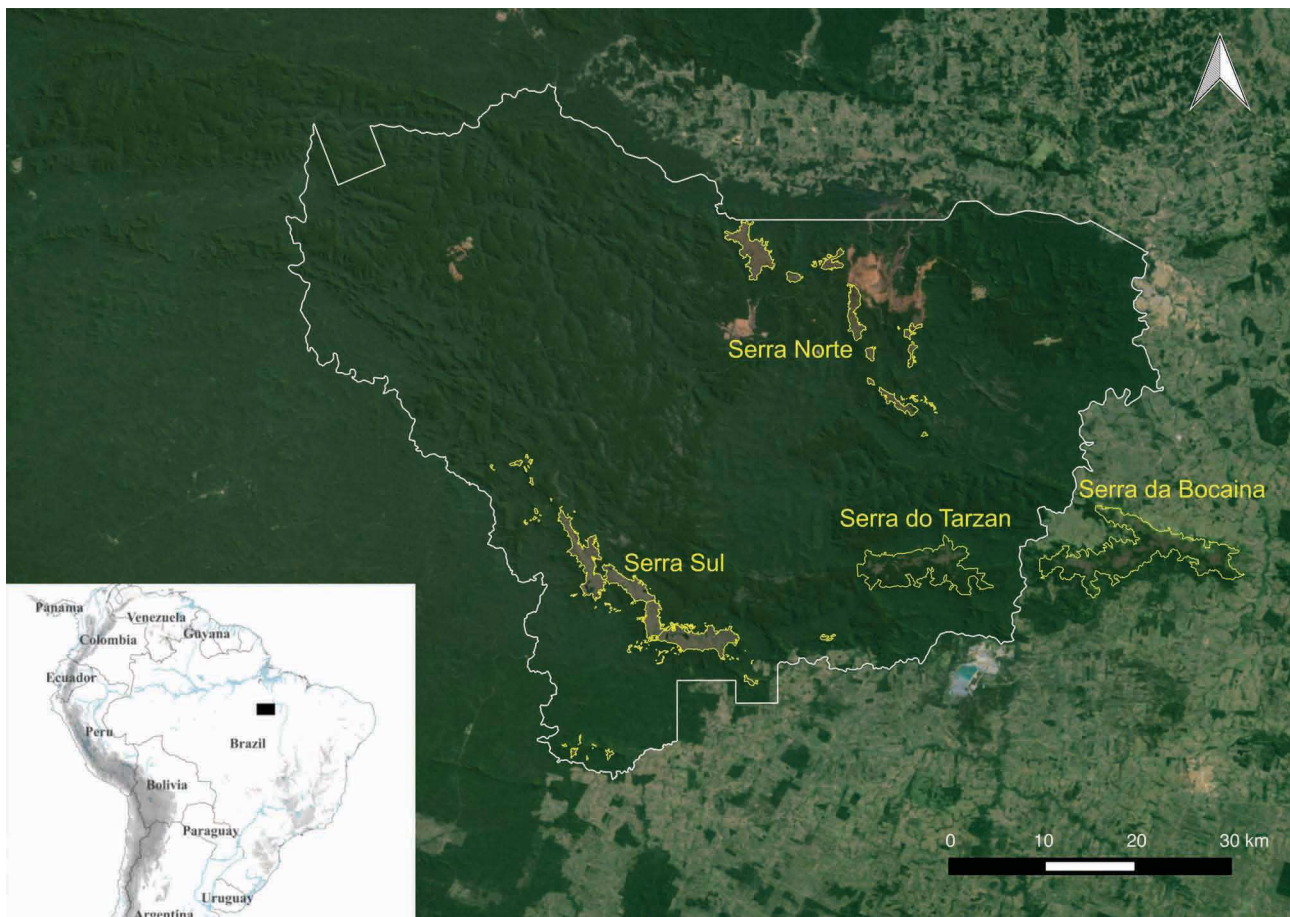 Serra Norte
Serra da Bocaina
Serra do Tarzan
Serra Sul
Panama
Venezuela
Guyana
Colombia
Ecuador
Peru
Brazil
Bolivia
Paraguay
Uruguay
Argentina
0 10 20 30 km